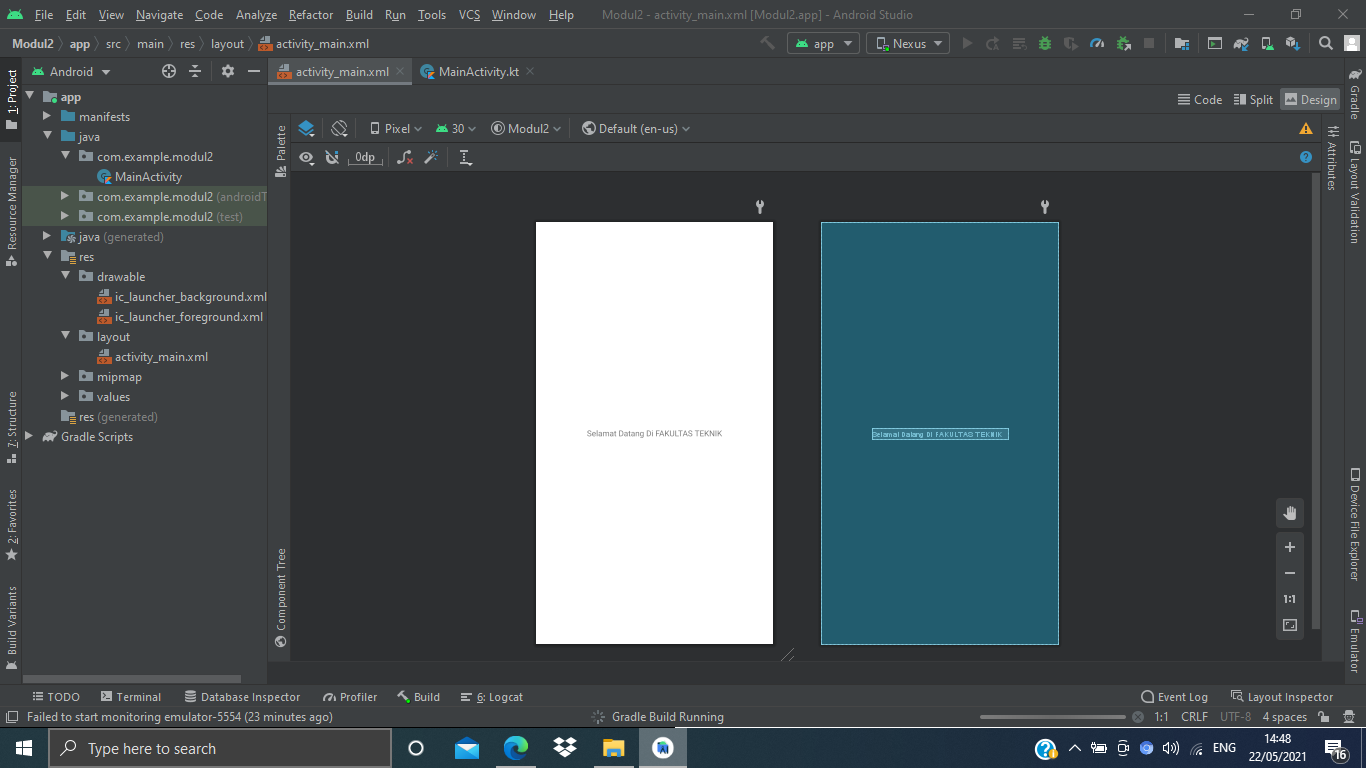 File Edit View Navigate Code Analyze Refactor Build Run Tools VCS Window Help Modul2 - activity_main.xml [Modul2.app] - Android Studio
Modul2 app src main res layout activity_main.xml app Nexus
1: Project
Resource Manager
7: Structure
2: Favorites
Build Variants
Android
app
manifests
java
com.example.modul2
MainActivity
com.example.modul2 (androidT
com.example.modul2 (test)
java (generated)
res
drawable
ic_launcher_background.xml
ic_launcher_foreground.xml
layout
activity_main.xml
mipmap
values
res (generated)
Gradle Scripts
activity_main.xml MainActivity.kt
Code Split Design
Palette
Component Tree
Pixel 30 Modul2 Default (en-us)
0dp
Selamat Datang Di FAKULTAS TEKNIK
Selamat Datang Di FAKULTAS TEKNIK
1:1
Attributes
Gradle
Layout Validation
Device File Explorer
Emulator
TODO Terminal Database Inspector Profiler Build 6: Logcat Event Log Layout Inspector
Failed to start monitoring emulator-5554 (23 minutes ago) Gradle Build Running 1:1 CRLF UTF-8 4 spaces
Type here to search
ENG
14:48
22/05/2021
16